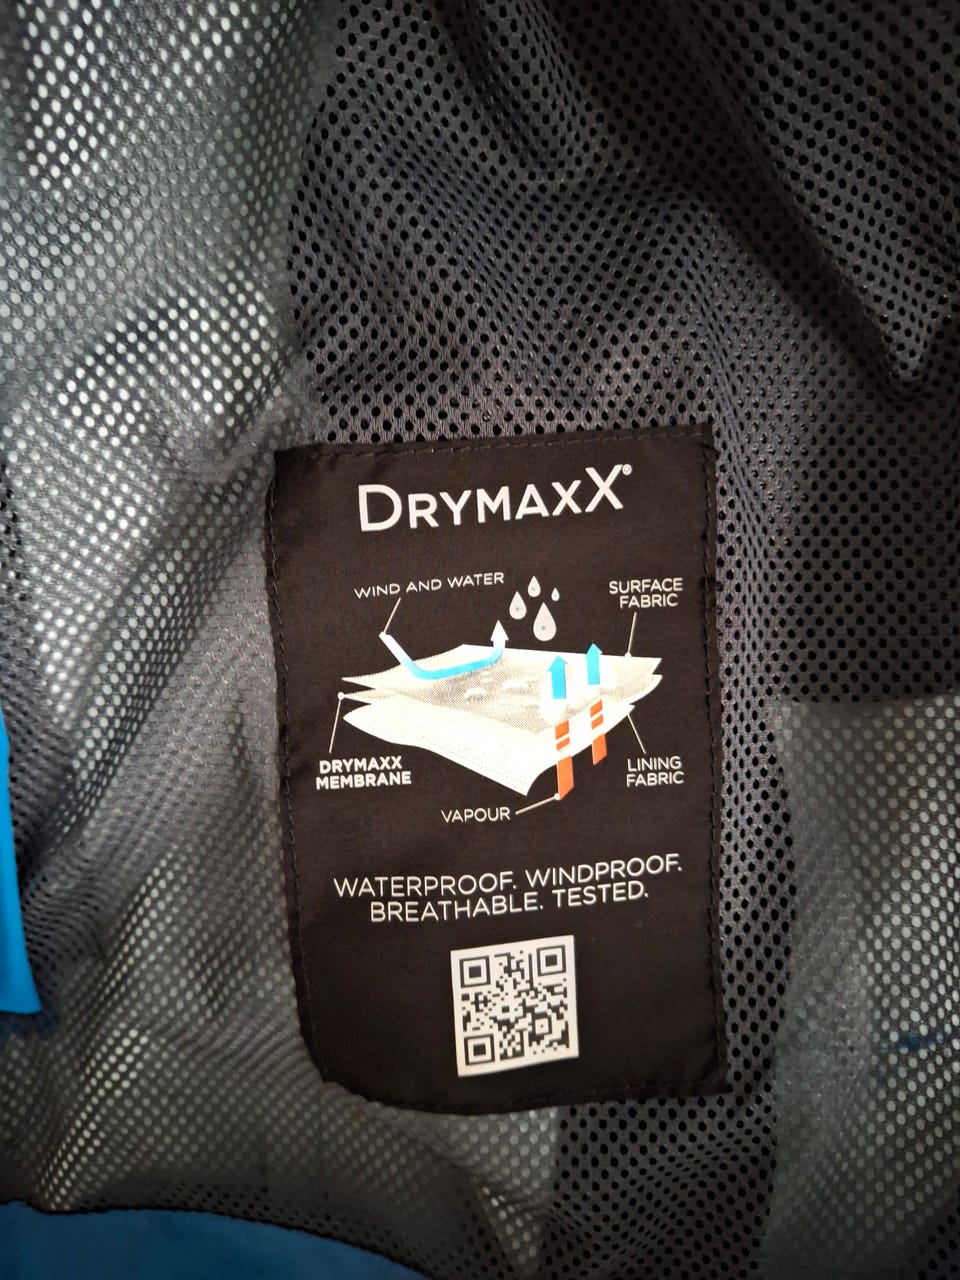 DRYMAXX®
WIND AND WATER
SURFACE
FABRIC
DRYMAXX
MEMBRANE
LINING
FABRIC
VAPOUR
WATERPROOF. WINDPROOF.
BREATHABLE. TESTED.